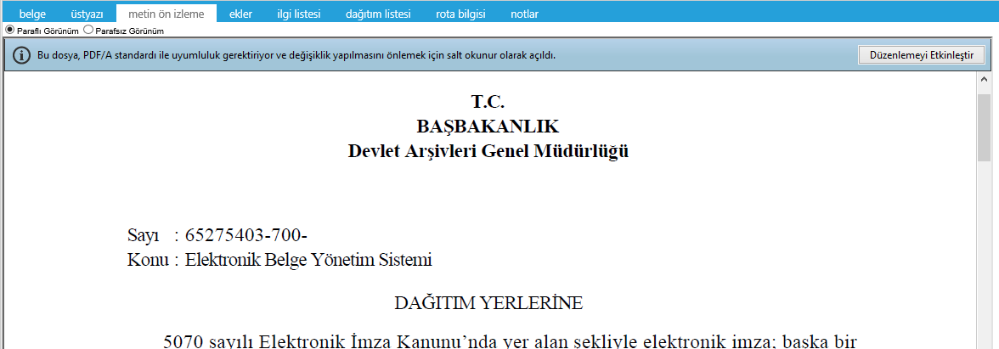 belge üstyazı metin ön izleme ekler ilgi listesi dağıtım listesi rota bilgisi notlar
Paraflı Görünüm Parafsız Görünüm
Bu dosya, PDF/A standardı ile uyumluluk gerektiriyor ve değişiklik yapılmasını önlemek için salt okunur olarak açıldı. Düzenlemeyi Etkinleştir
T.C.
BAŞBAKANLIK
Devlet Arşivleri Genel Müdürlüğü
Sayı : 65275403-700-
Konu : Elektronik Belge Yönetim Sistemi
DAĞITIM YERLERİNE
5070 sayılı Elektronik İmza Kanunu’nda yer alan şekliyle elektronik imza; başka bir